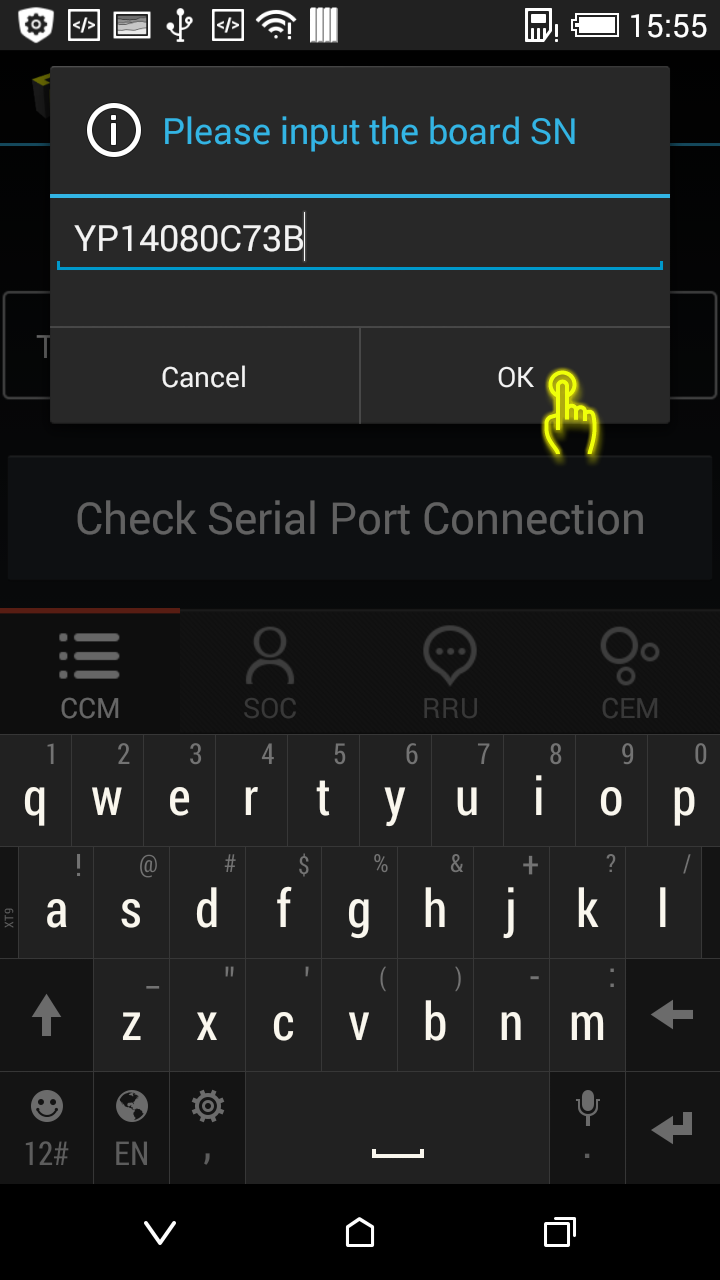 15:55
Please input the board SN
YP14080C73B
T
Cancel OK
Check Serial Port Connection
CCM SOC RRU CEM
1 2 3 4 5 6 7 8 9 0
q w e r t y u i o p
! @ # $ % & + ? /
XT9 a s d f g h j k l
_ " ' ( ) - :
z x c v b n m
12# EN , .